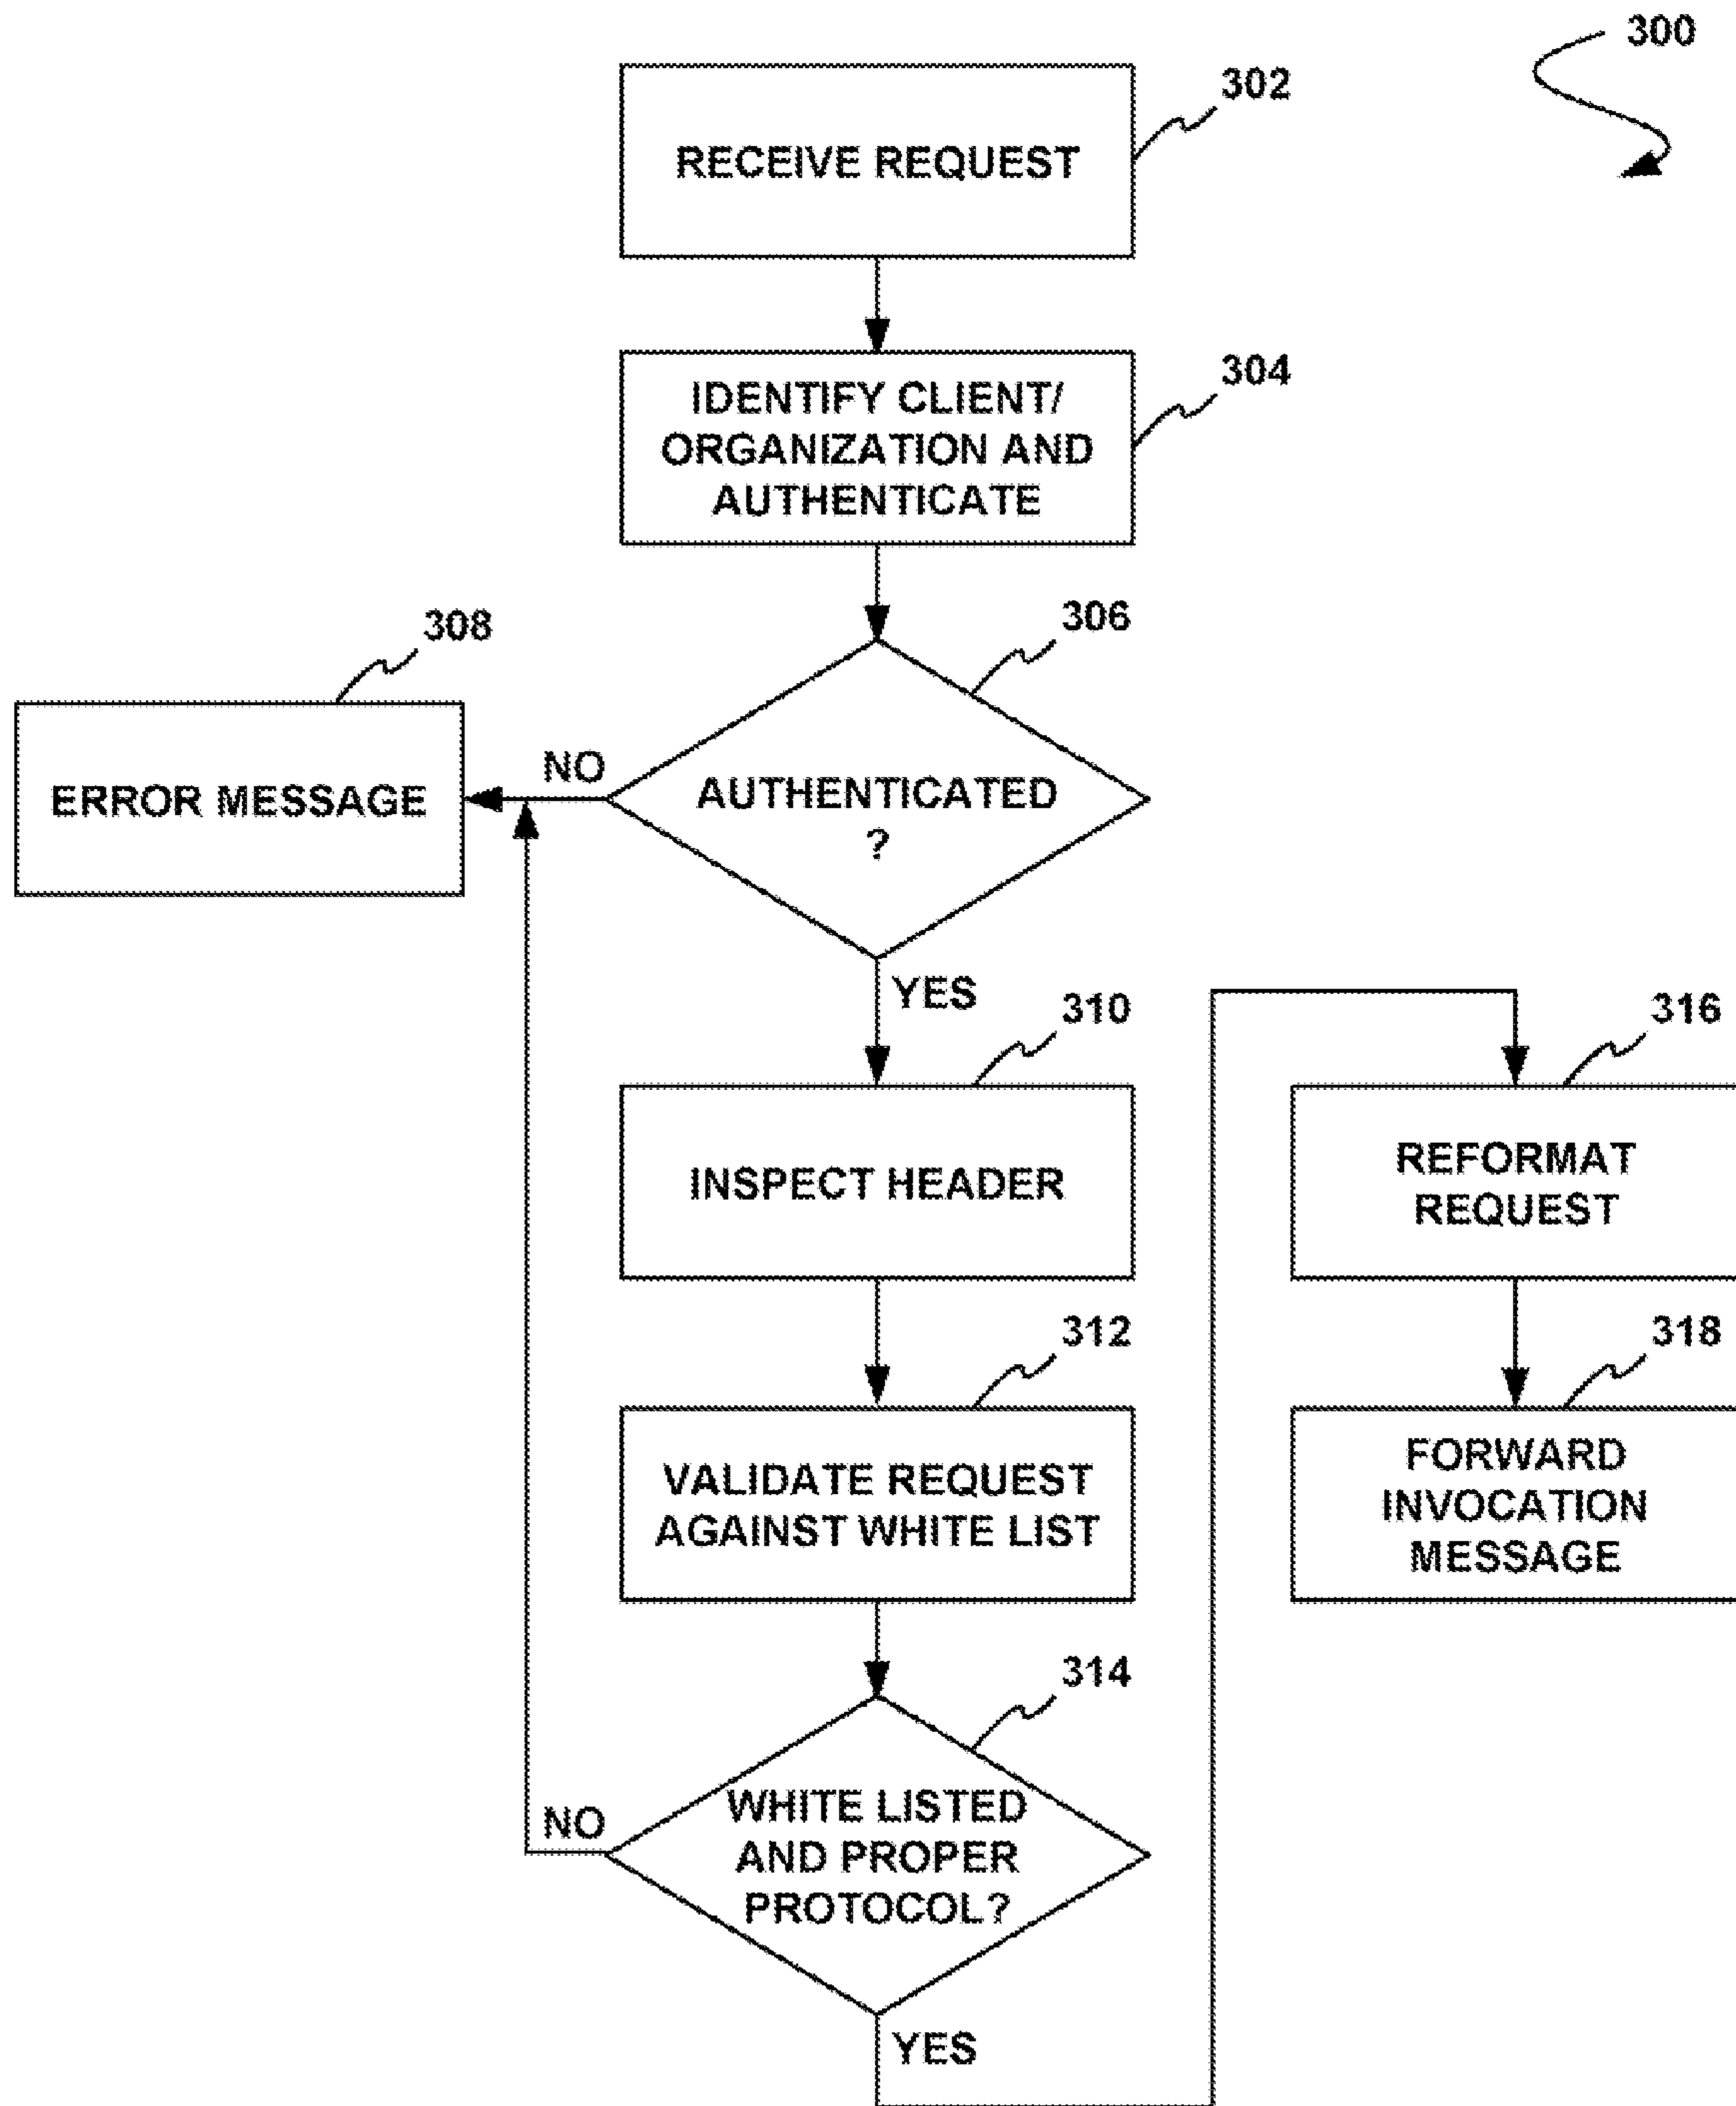 300
302
RECEIVE REQUEST
304
IDENTIFY CLIENT/
ORGANIZATION AND
AUTHENTICATE
306
308
NO
ERROR MESSAGE
AUTHENTICATED
?
YES
310
INSPECT HEADER
312
VALIDATE REQUEST
AGAINST WHITE LIST
314
NO
WHITE LISTED
AND PROPER
PROTOCOL?
YES
316
REFORMAT
REQUEST
318
FORWARD
INVOCATION
MESSAGE